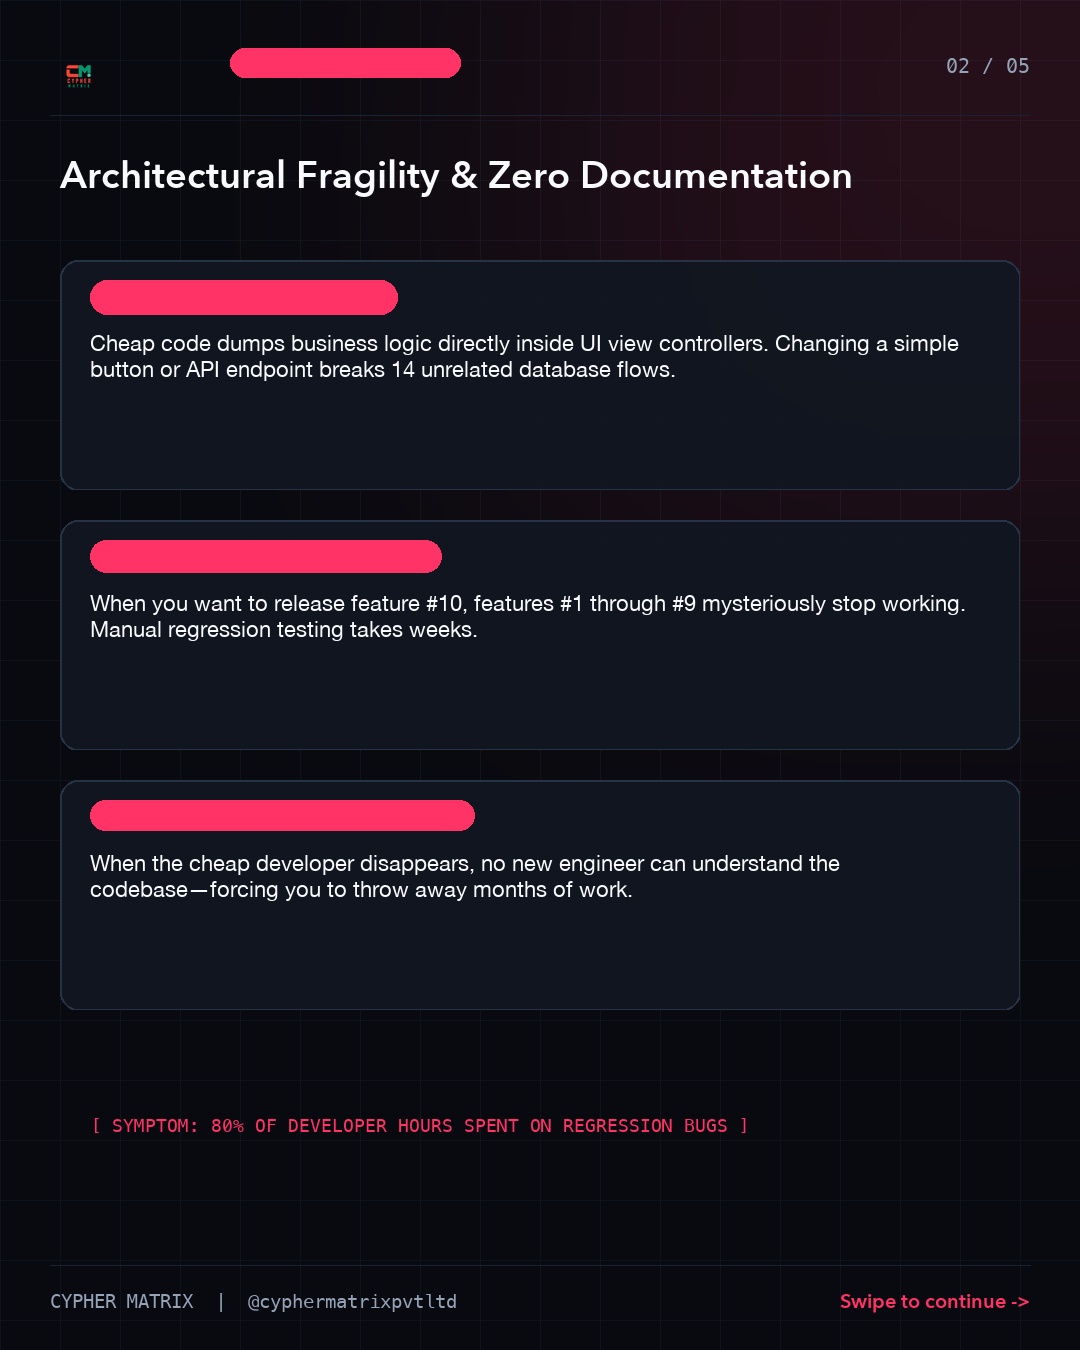 CM
CYPHER
MATRIX
02 / 05
Architectural Fragility & Zero Documentation
Cheap code dumps business logic directly inside UI view controllers. Changing a simple
button or API endpoint breaks 14 unrelated database flows.
When you want to release feature #10, features #1 through #9 mysteriously stop working.
Manual regression testing takes weeks.
When the cheap developer disappears, no new engineer can understand the
codebase—forcing you to throw away months of work.
[ SYMPTOM: 80% OF DEVELOPER HOURS SPENT ON REGRESSION BUGS ]
CYPHER MATRIX | @cyphermatrixpvtltd
Swipe to continue ->